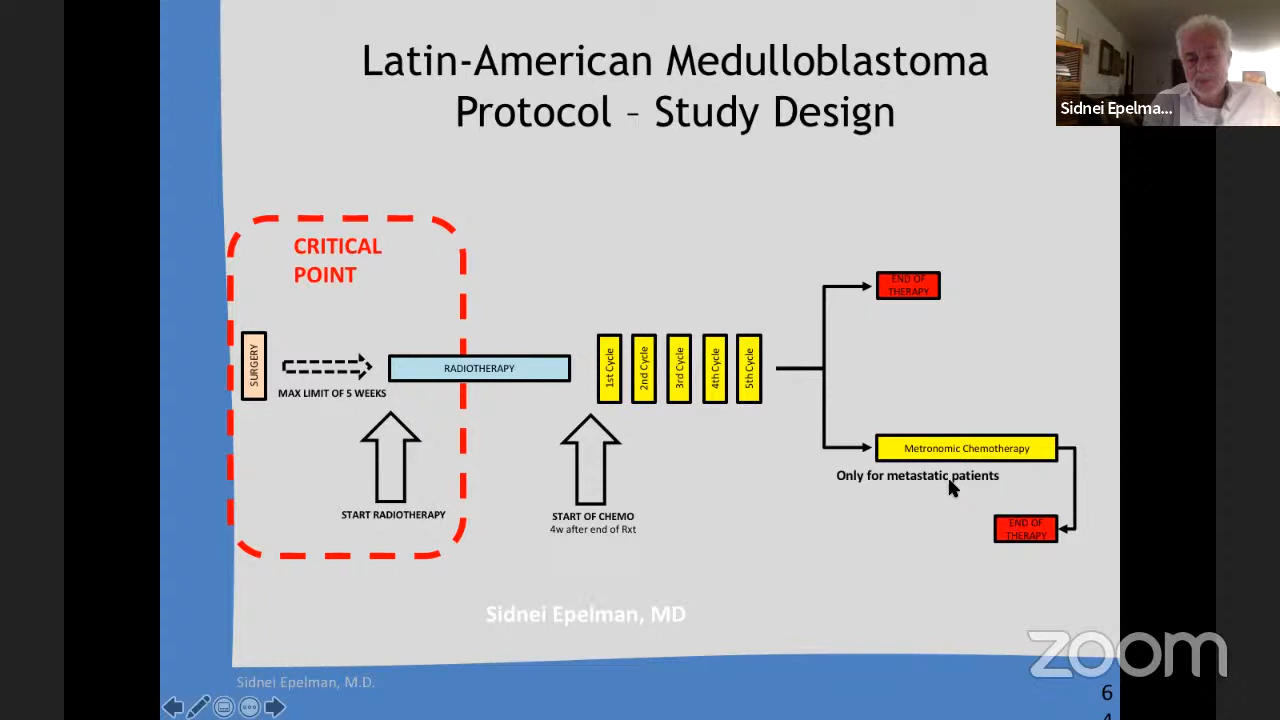 Latin-American Medulloblastoma
Protocol – Study Design
Sidnei Epelma...
CRITICAL
POINT
SURGERY
MAX LIMIT OF 5 WEEKS
RADIOTHERAPY
START RADIOTHERAPY
1st Cycle
2nd Cycle
3rd Cycle
4th Cycle
5th Cycle
START OF CHEMO
4w after end of Rxt
END OF
THERAPY
Metronomic Chemotherapy
Only for metastatic patients
END OF
THERAPY
Sidnei Epelman, MD
zoom
Sidnei Epelman, M.D.
6